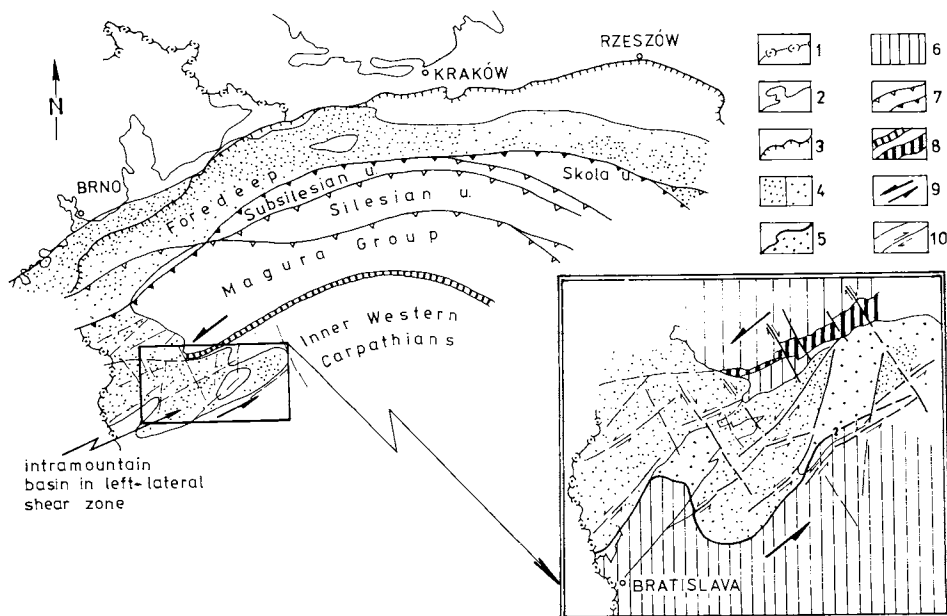 RZESZÓW
KRAKÓW
N
BRNO
Foredeep
Subsilesian u.
Silesian u.
Skola u.
Magura Group
Inner Western
Carpathians
intramountain
basin in left-lateral
shear zone
1
2
3
4
5
6
7
8
9
10
??
BRATISLAVA